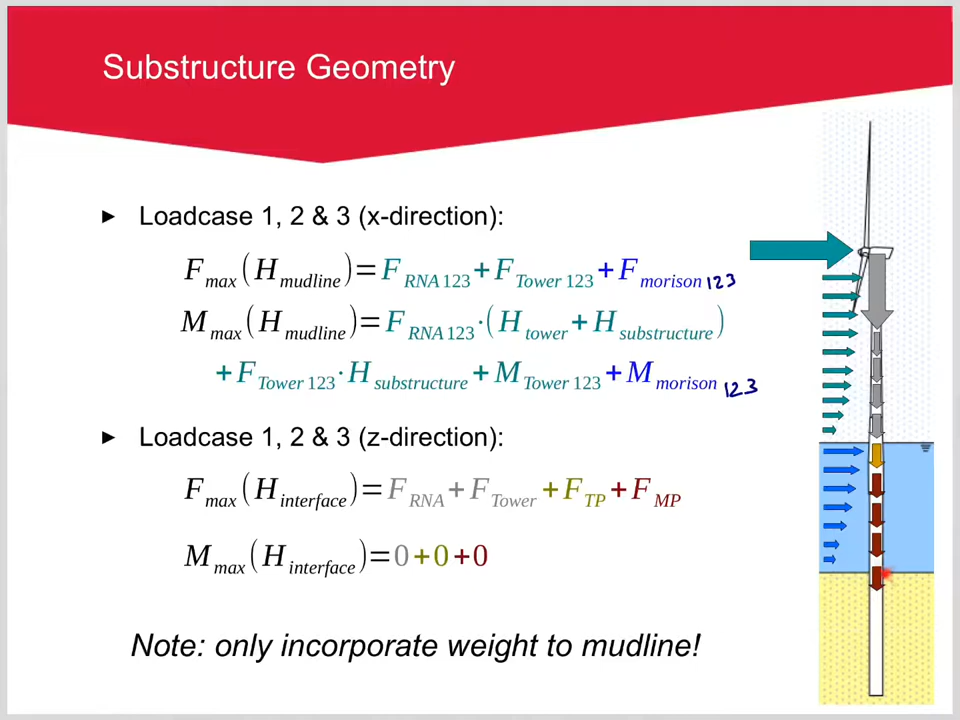 Substructure Geometry
► Loadcase 1, 2 & 3 (x-direction):
F max (H mudline)=F RNA 123 + F Tower 123 + F morison 123
M max (H mudline)=F RNA 123 ·(H tower + H substructure)
+ F Tower 123 · H substructure + M Tower 123 + M morison 123
► Loadcase 1, 2 & 3 (z-direction):
F max (H interface)=F RNA + F Tower + F TP + F MP
M max (H interface)=0+0+0
Note: only incorporate weight to mudline!